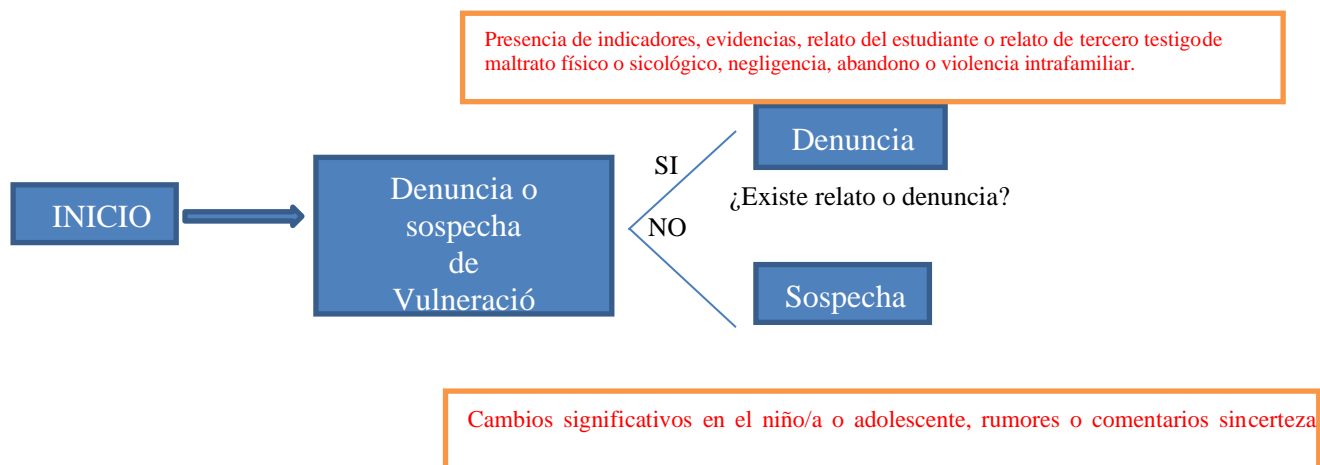 Presencia de indicadores, evidencias, relato del estudiante o relato de tercero testigode
maltrato físico o sicológico, negligencia, abandono o violencia intrafamiliar.
Denuncia
SI
¿Existe relato o denuncia?
INICIO
Denuncia o
sospecha
de
Vulneració
NO
Sospecha
Cambios significativos en el niño/a o adolescente, rumores o comentarios sincerteza